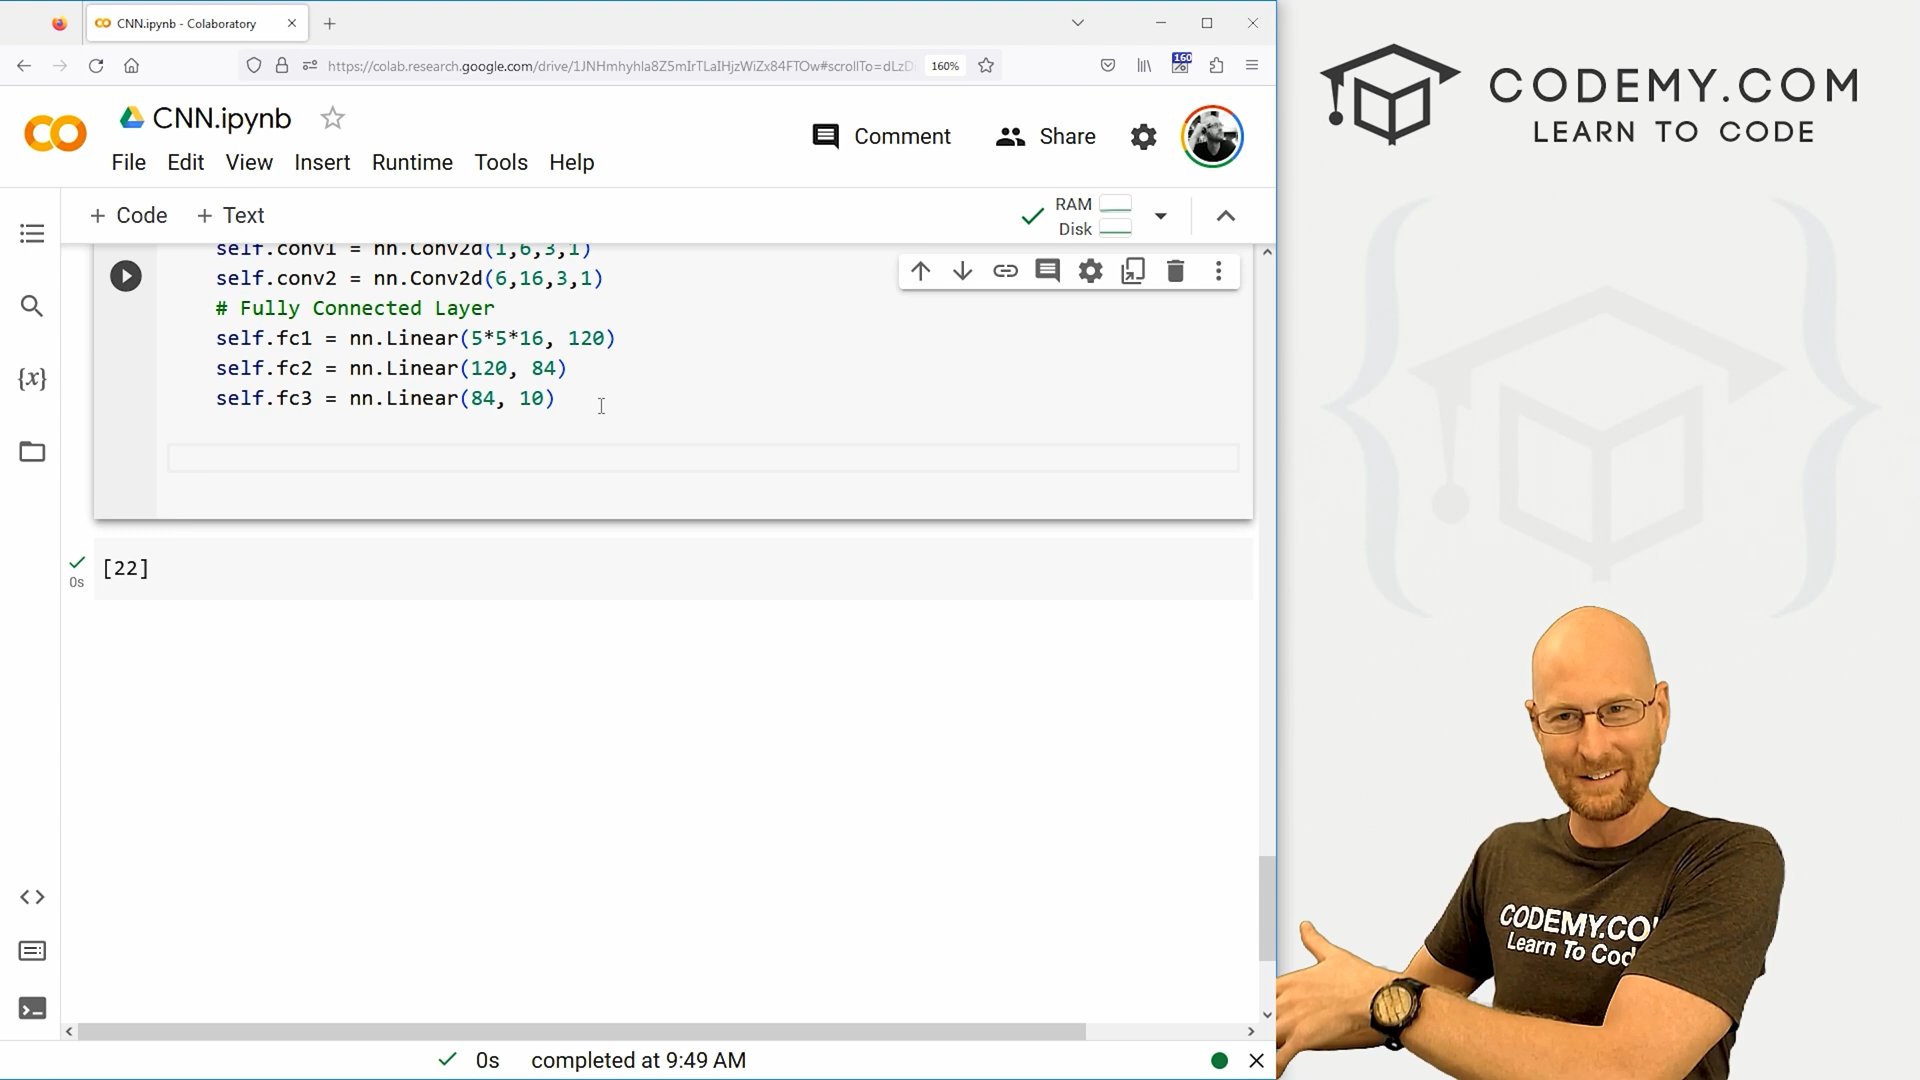 CNN.ipynb - Colaboratory
https://colab.research.google.com/drive/1JNHmhyhla8Z5mIrTLaIHjzWiZx84FTOw#scrollTo=dLzD
160%
160
CNN.ipynb
Comment
Share
File Edit View Insert Runtime Tools Help
+ Code + Text
RAM
Disk
self.conv1 = nn.Conv2d(1,6,3,1)
self.conv2 = nn.Conv2d(6,16,3,1)
# Fully Connected Layer
self.fc1 = nn.Linear(5*5*16, 120)
self.fc2 = nn.Linear(120, 84)
self.fc3 = nn.Linear(84, 10)
{x}
[22]
0s
0s completed at 9:49 AM
CODEMY.COM
LEARN TO CODE
CODEMY.CO
Learn To Cod